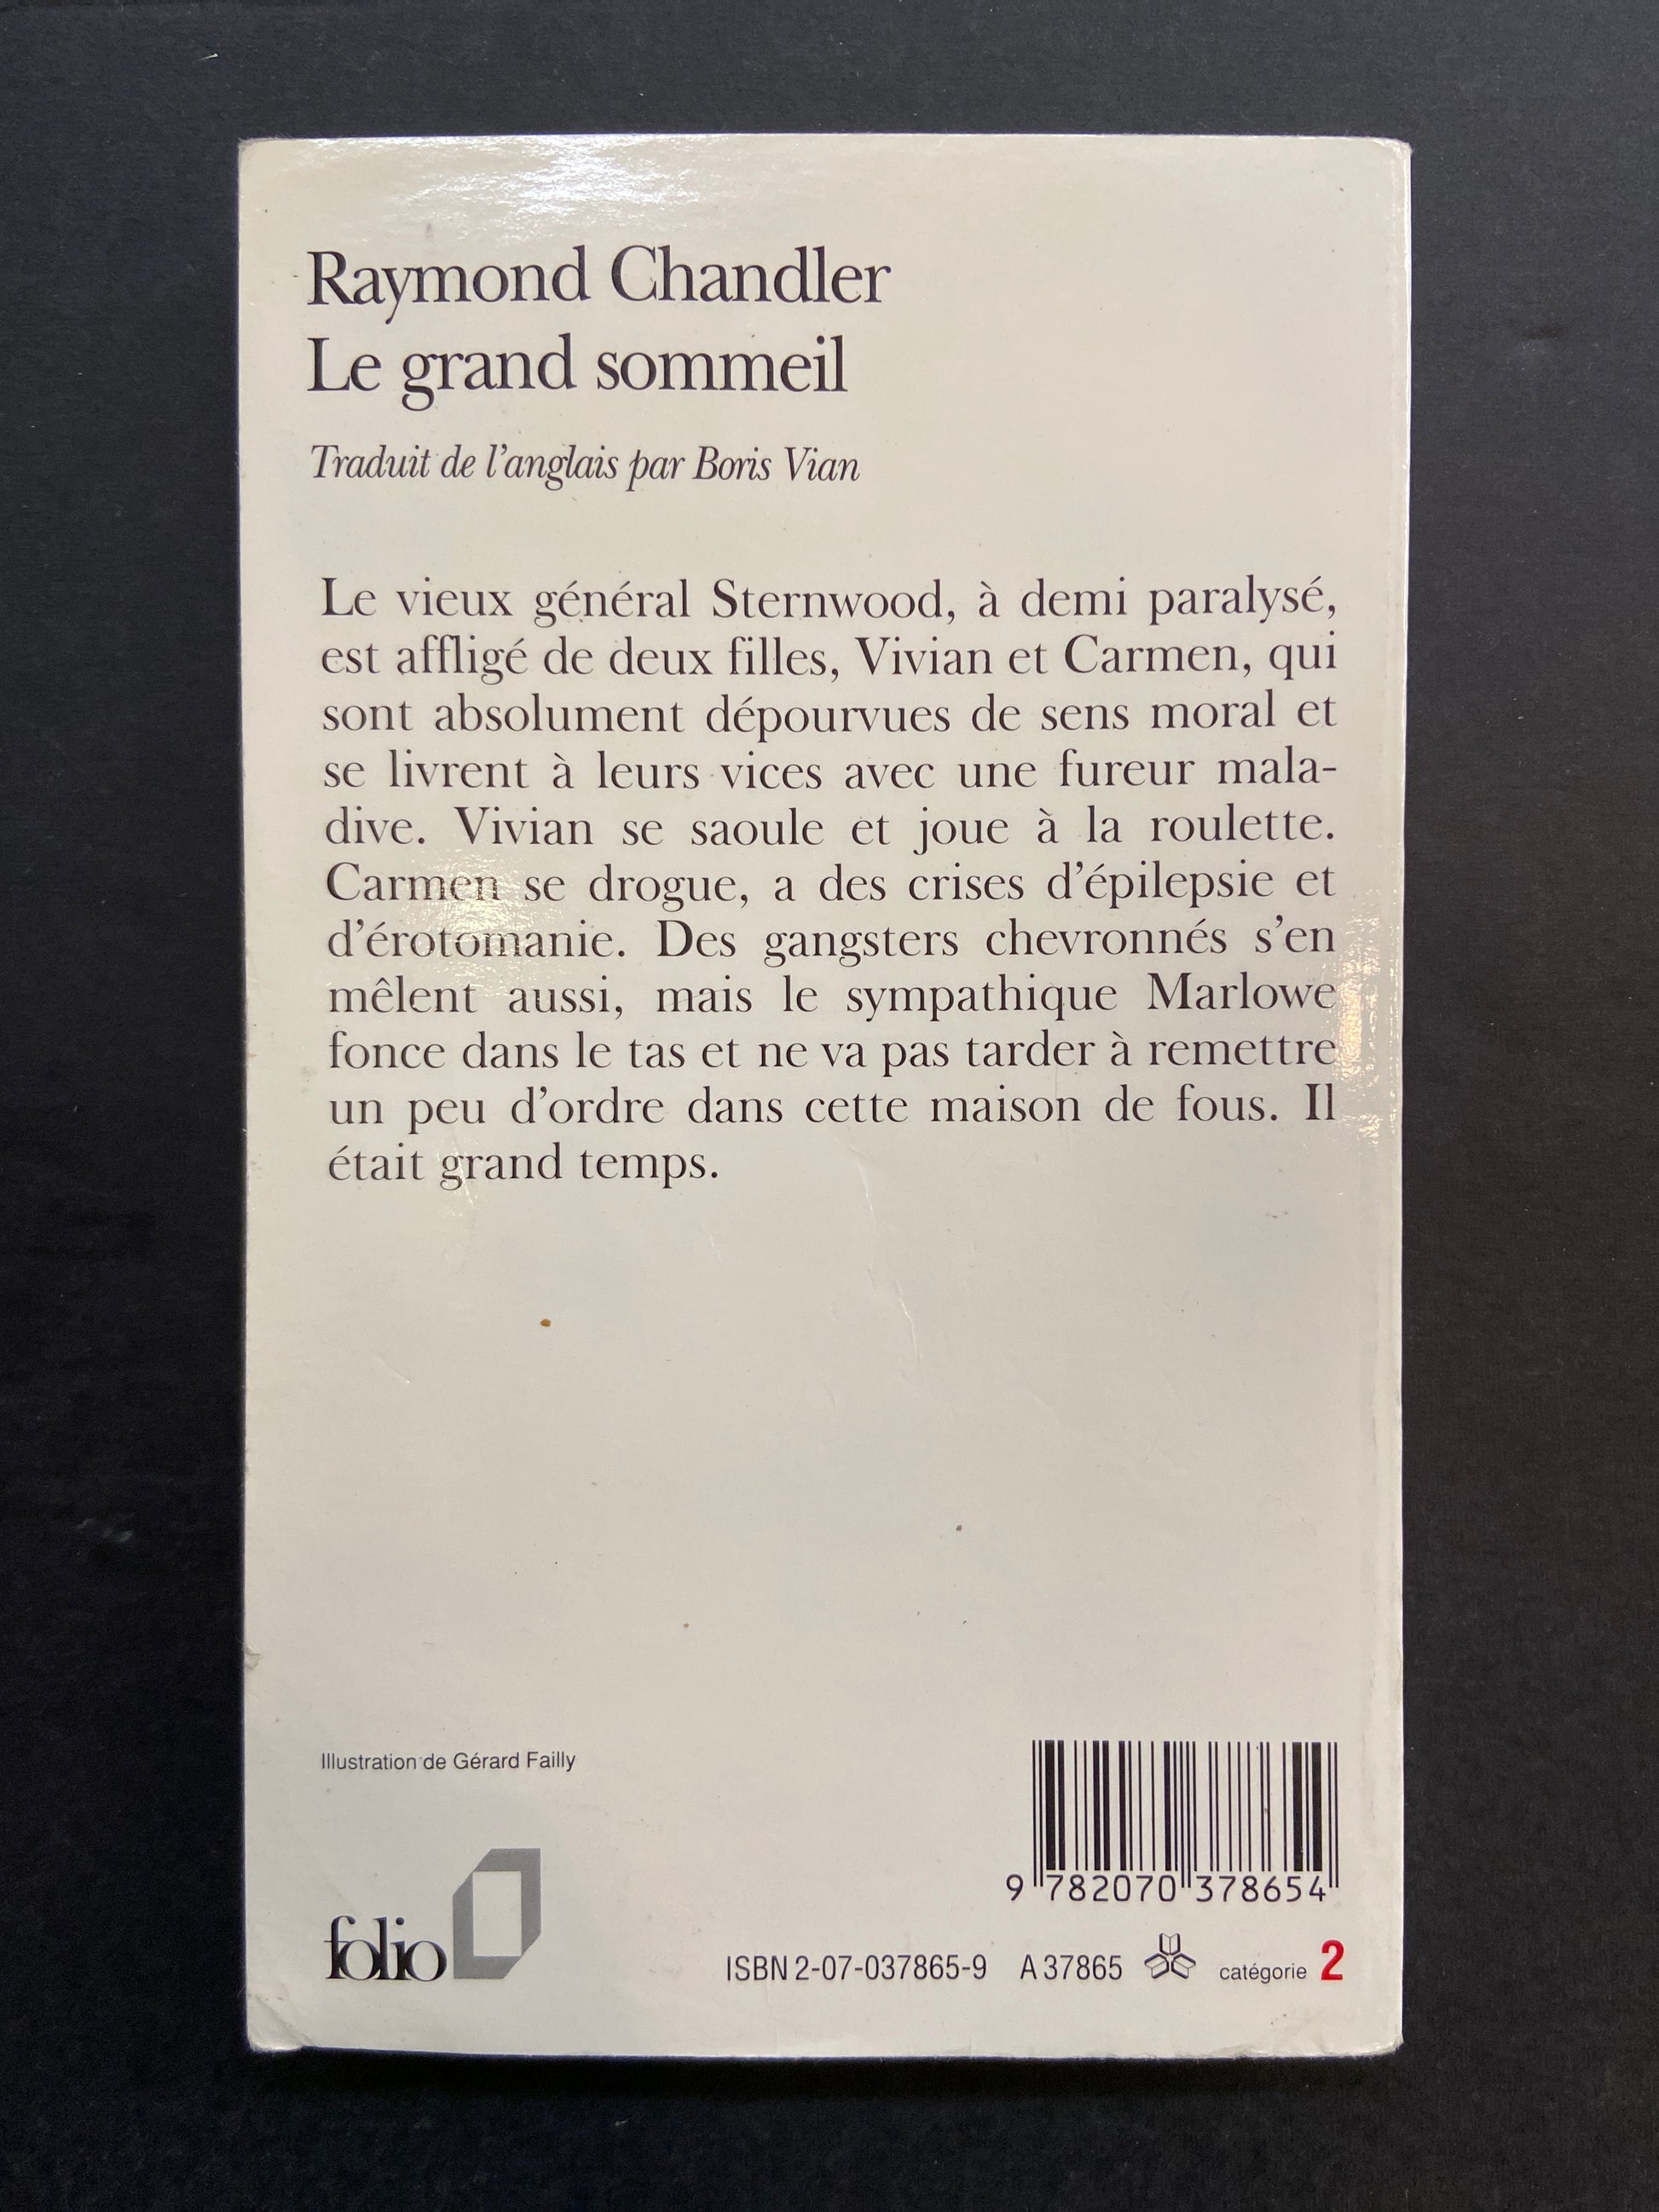 Raymond Chandler
Le grand sommeil
Traduit de l'anglais par Boris Vian
Le vieux général Sternwood, à demi paralysé,
est affligé de deux filles, Vivian et Carmen, qui
sont absolument dépourvues de sens moral et
se livrent à leurs vices avec une fureur mala-
dive. Vivian se saoule et joue à la roulette.
Carmen se drogue, a des crises d'épilepsie et
d'érotomanie. Des gangsters chevronnés s'en
mêlent aussi, mais le sympathique Marlowe
fonce dans le tas et ne va pas tarder à remettre
un peu d'ordre dans cette maison de fous. Il
était grand temps.
Illustration de Gérard Failly
9 782070 378654
folio
ISBN 2-07-037865-9 A 37865 catégorie 2